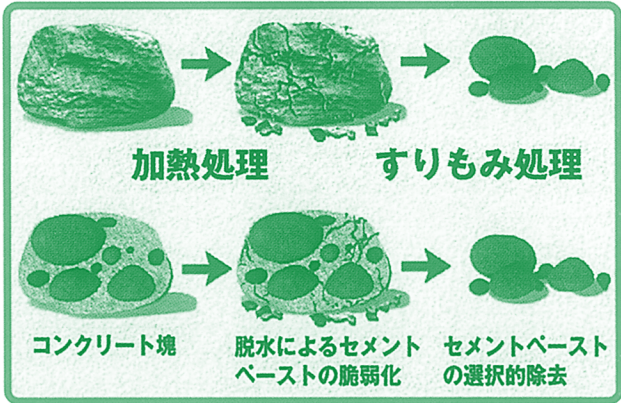 加熱処理
すりもみ処理
コンクリート塊
脱水によるセメント
ペーストの脆弱化
セメントペースト
の選択的除去